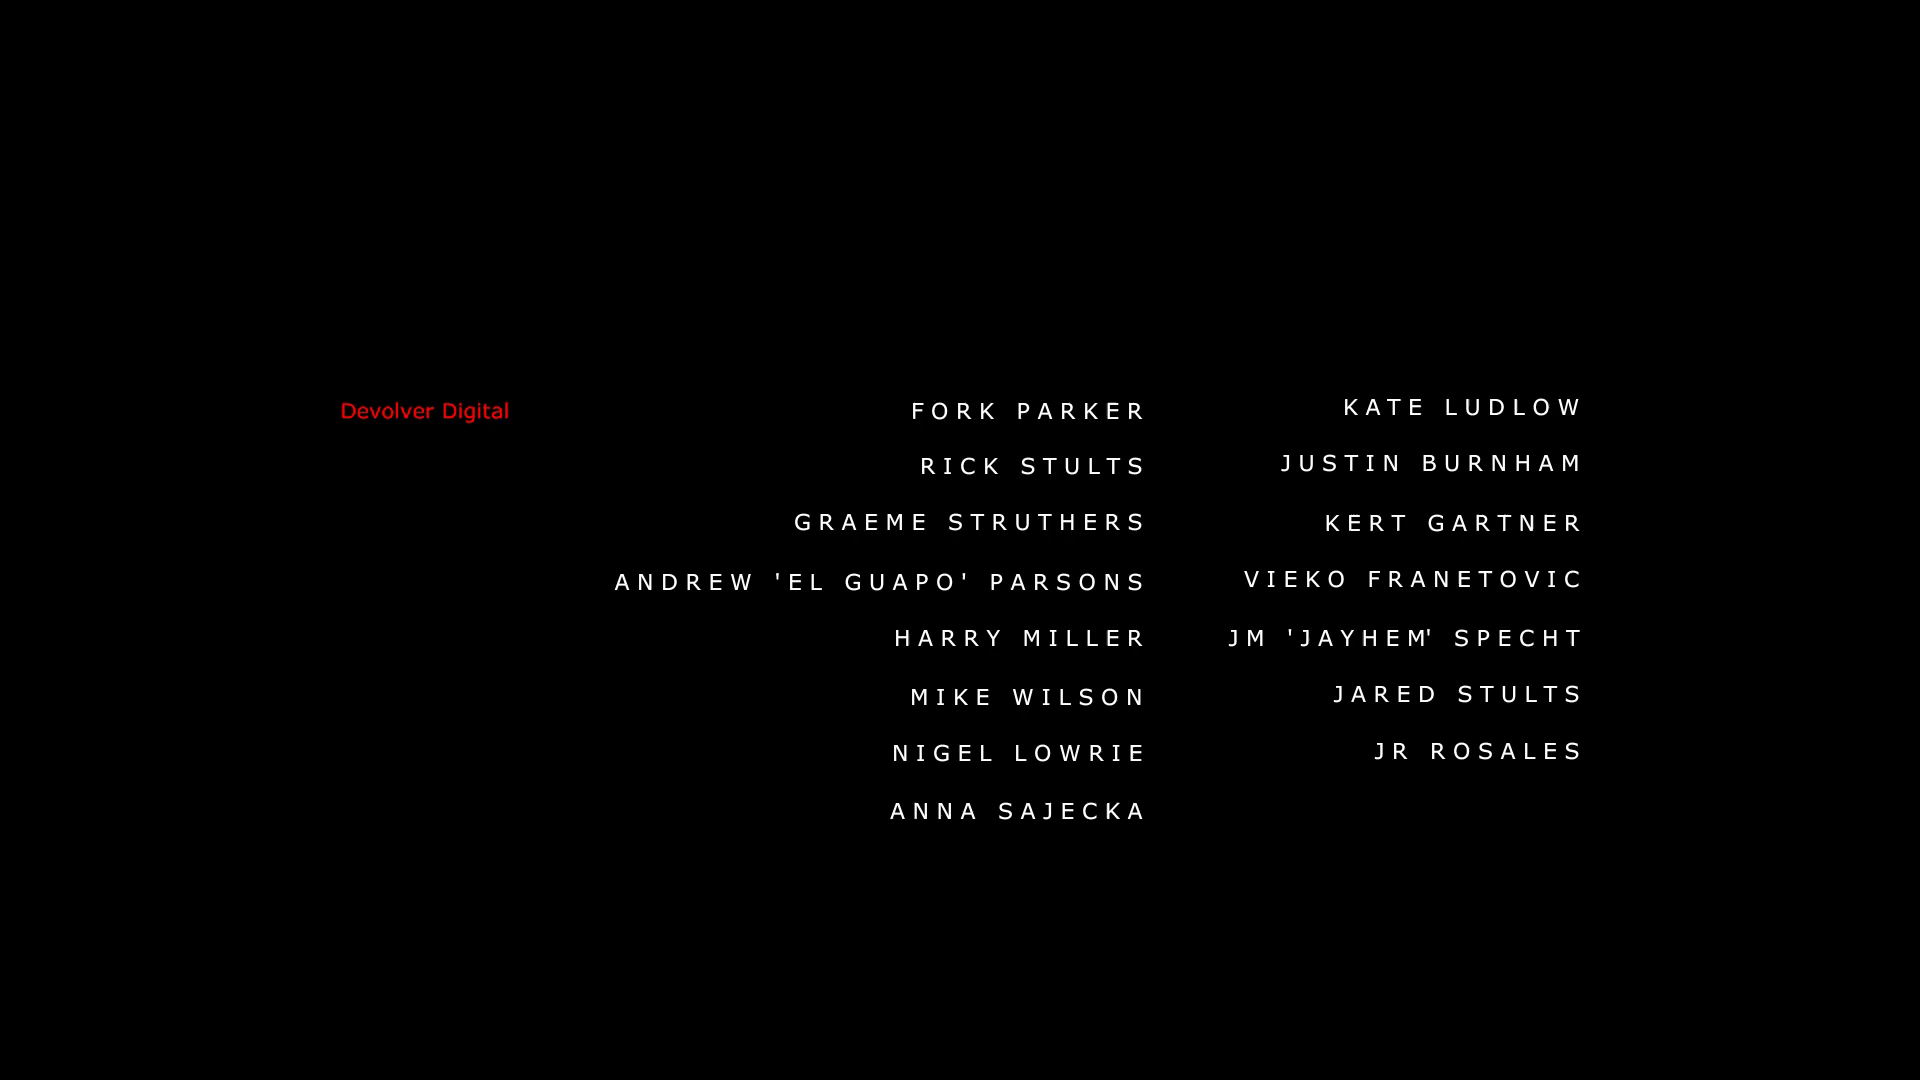 Devolver Digital
FORK PARKER
RICK STULTS
GRAEME STRUTHERS
ANDREW 'EL GUAPO' PARSONS
HARRY MILLER
MIKE WILSON
NIGEL LOWRIE
ANNA SAJECKA
KATE LUDLOW
JUSTIN BURNHAM
KERT GARTNER
VIEKO FRANETOVIC
JM 'JAYHEM' SPECHT
JARED STULTS
JR ROSALES